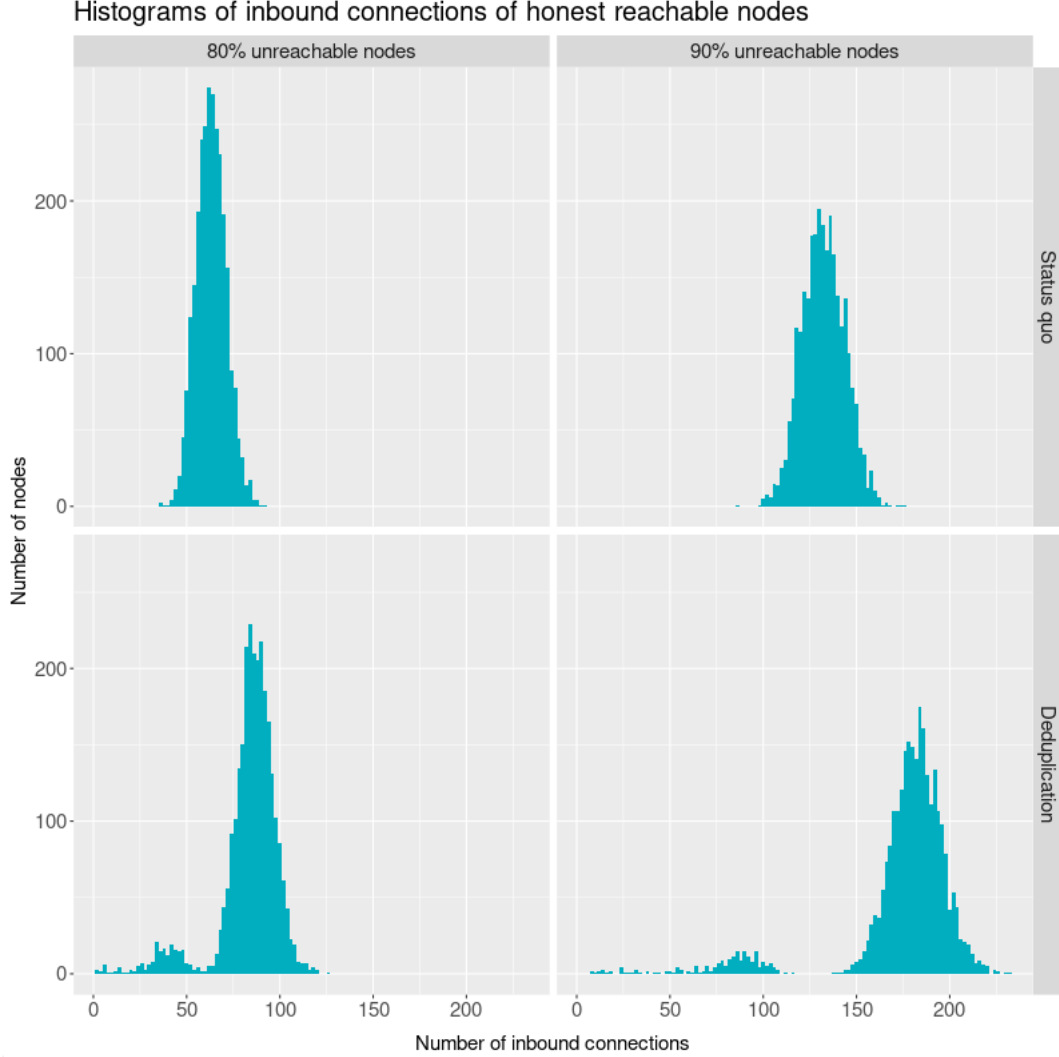 Histograms of inbound connections of honest reachable nodes
80% unreachable nodes
90% unreachable nodes
200
100
0
Status quo
Number of nodes
200
100
0
Deduplication
0
50
100
150
200
0
50
100
150
200
Number of inbound connections